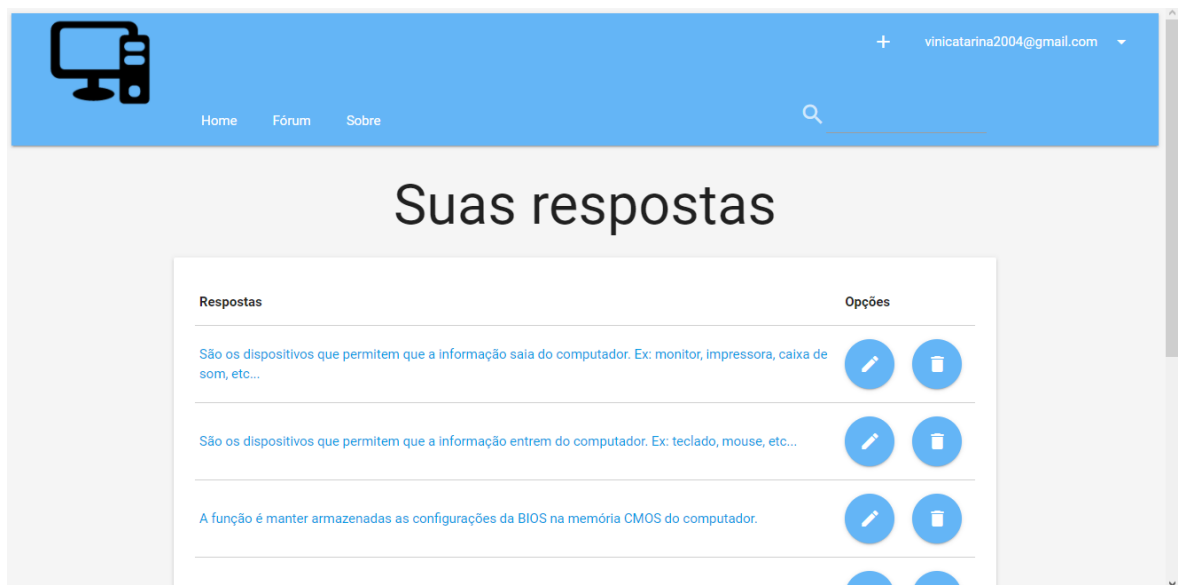 + vinicatarina2004@gmail.com
Home Fórum Sobre
Suas respostas
Respostas Opções
São os dispositivos que permitem que a informação saia do computador. Ex: monitor, impressora, caixa de
som, etc...
São os dispositivos que permitem que a informação entrem do computador. Ex: teclado, mouse, etc...
A função é manter armazenadas as configurações da BIOS na memória CMOS do computador.